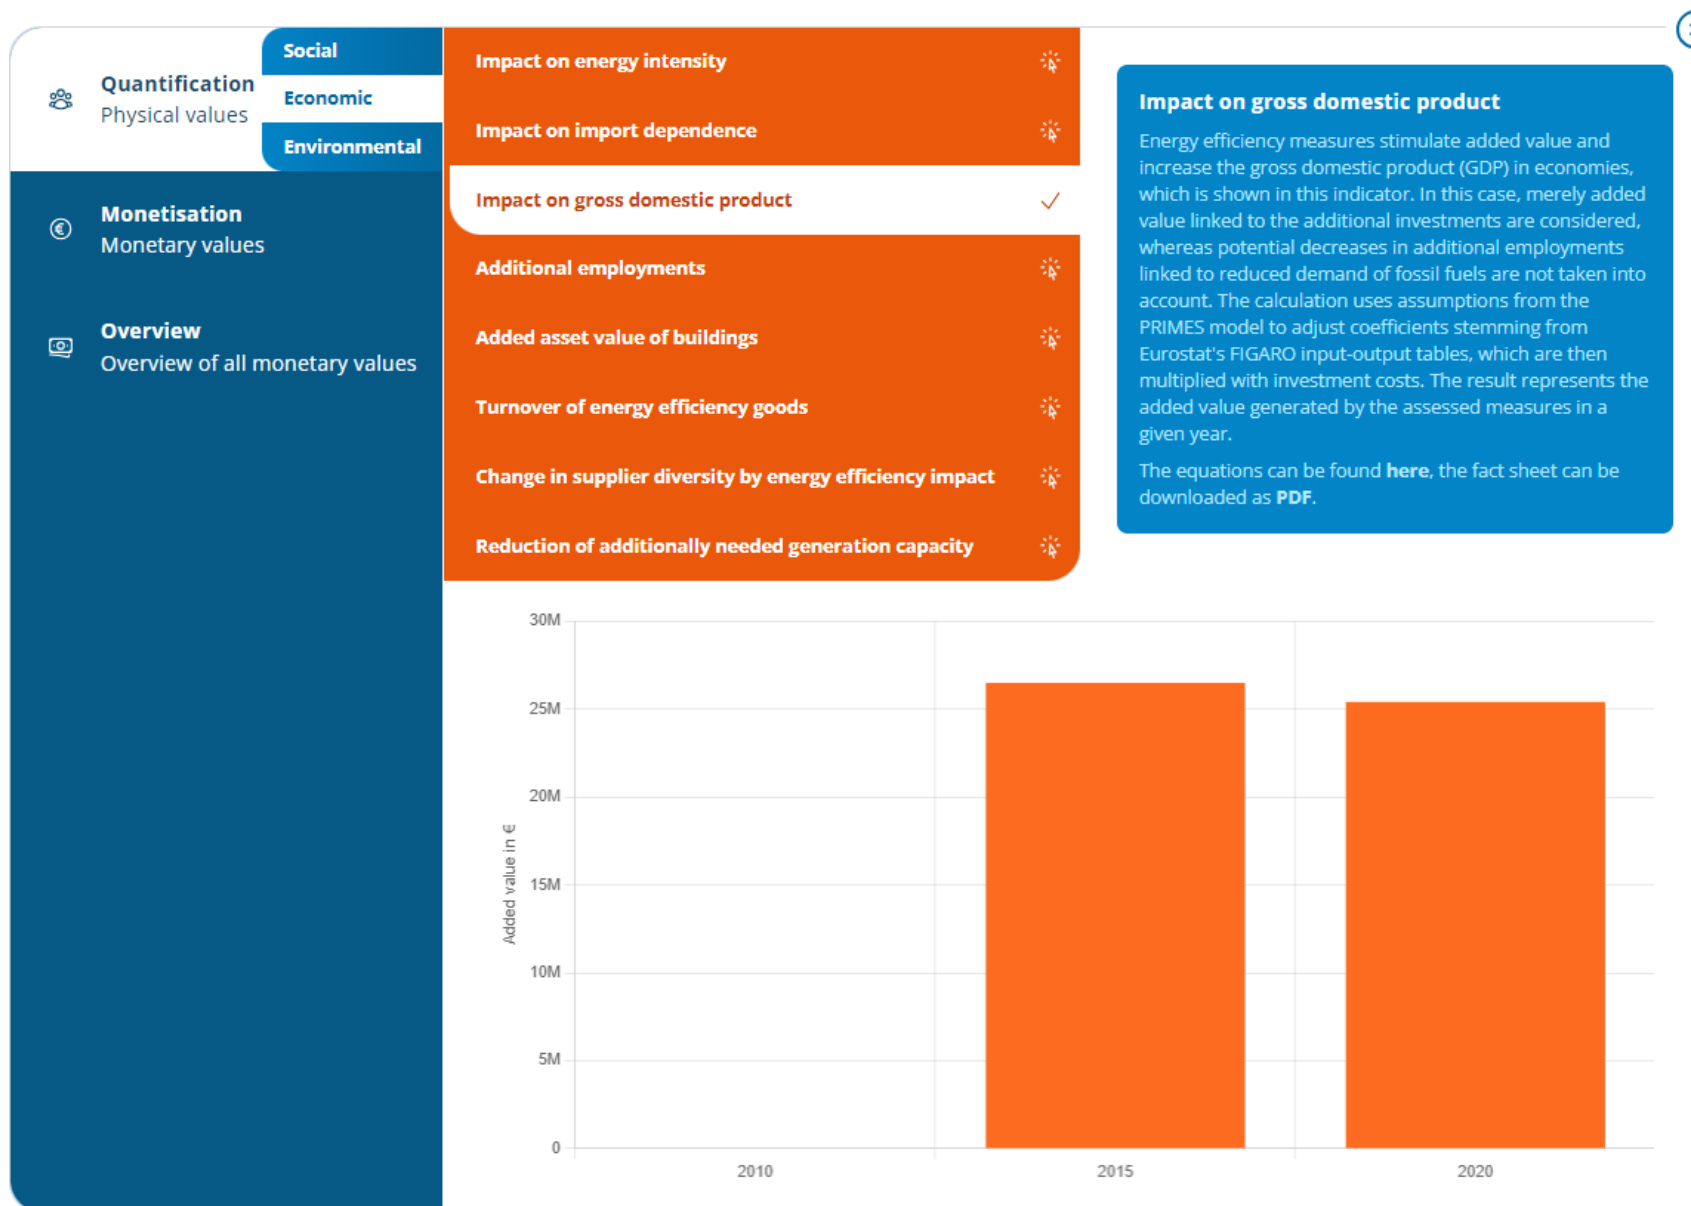 Quantification
Physical values
Social
Economic
Environmental
Monetisation
Monetary values
Overview
Overview of all monetary values
Impact on energy intensity
Impact on import dependence
Impact on gross domestic product
Additional employments
Added asset value of buildings
Turnover of energy efficiency goods
Change in supplier diversity by energy efficiency impact
Reduction of additionally needed generation capacity
Impact on gross domestic product
Energy efficiency measures stimulate added value and
increase the gross domestic product (GDP) in economies,
which is shown in this indicator. In this case, merely added
value linked to the additional investments are considered,
whereas potential decreases in additional employments
linked to reduced demand of fossil fuels are not taken into
account. The calculation uses assumptions from the
PRIMES model to adjust coefficients stemming from
Eurostat's FIGARO input-output tables, which are then
multiplied with investment costs. The result represents the
added value generated by the assessed measures in a
given year.
The equations can be found here, the fact sheet can be
downloaded as PDF.
Added value in €
30M
25M
20M
15M
10M
5M
0
2010
2015
2020